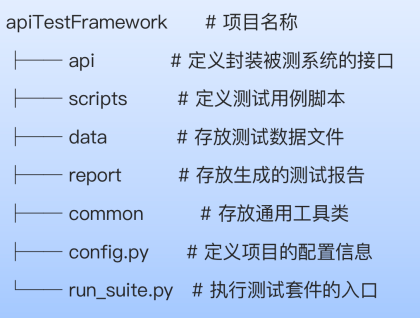 apiTestFramework # 项目名称
├── api # 定义封装被测系统的接口
├── scripts # 定义测试用例脚本
├── data # 存放测试数据文件
├── report # 存放生成的测试报告
├── common # 存放通用工具类
├── config.py # 定义项目的配置信息
└── run_suite.py # 执行测试套件的入口